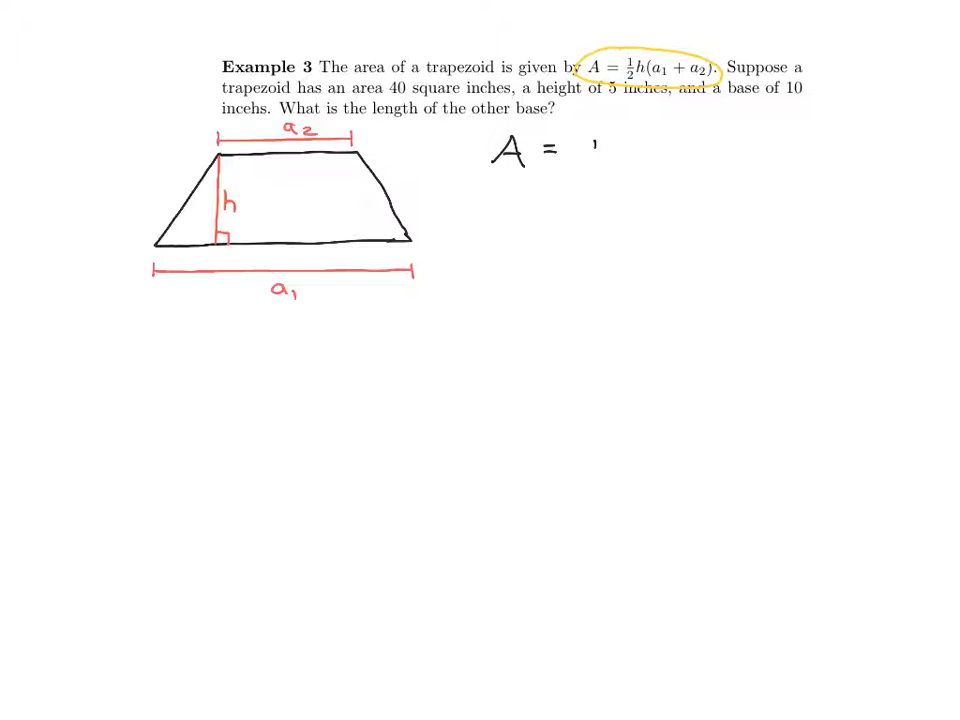 Example 3 The area of a trapezoid is given by A = \frac{1}{2}h(a₁ + a₂). Suppose a
trapezoid has an area 40 square inches, a height of 5 inches, and a base of 10
incehs. What is the length of the other base?
a₂
A =
h
a₁